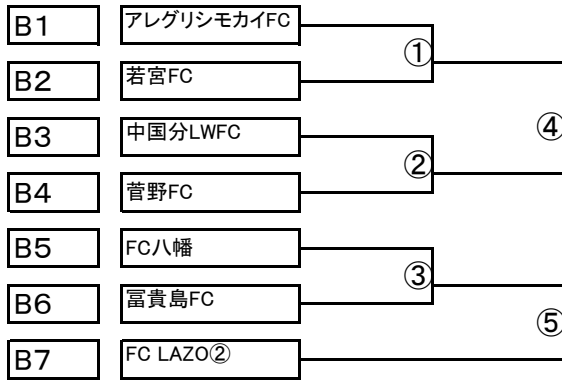 B1 アレグリシモカイFC
①
B2 若宮FC
④
B3 中国分LWFC
②
B4 菅野FC
B5 FC八幡
③
B6 冨貴島FC
⑤
B7 FC LAZO②